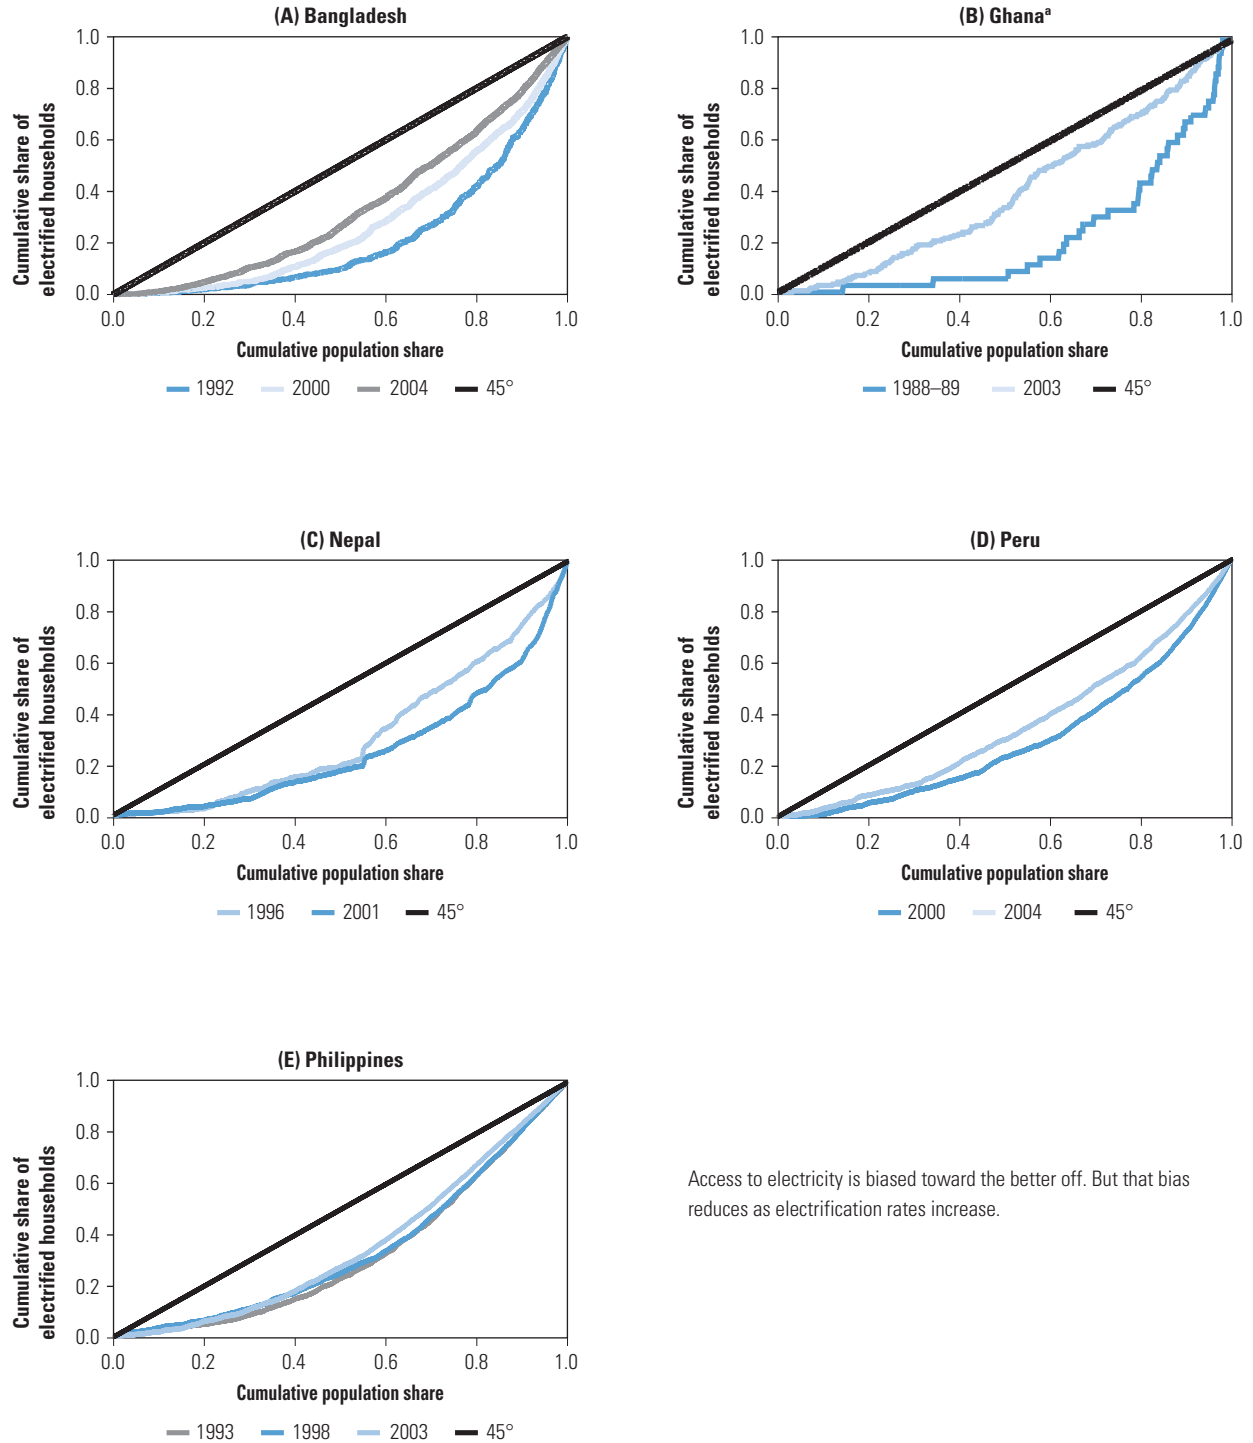 (A) Bangladesh
Cumulative share of
electrified households
1.0
0.8
0.6
0.4
0.2
0.0
0.0 0.2 0.4 0.6 0.8 1.0
Cumulative population share
1992 2000 2004 45°
(B) Ghanaᵃ
Cumulative share of
electrified households
1.0
0.8
0.6
0.4
0.2
0.0
0.0 0.2 0.4 0.6 0.8 1.0
Cumulative population share
1988–89 2003 45°
(C) Nepal
Cumulative share of
electrified households
1.0
0.8
0.6
0.4
0.2
0.0
0.0 0.2 0.4 0.6 0.8 1.0
Cumulative population share
1996 2001 45°
(D) Peru
Cumulative share of
electrified households
1.0
0.8
0.6
0.4
0.2
0.0
0.0 0.2 0.4 0.6 0.8 1.0
Cumulative population share
2000 2004 45°
(E) Philippines
Cumulative share of
electrified households
1.0
0.8
0.6
0.4
0.2
0.0
0.0 0.2 0.4 0.6 0.8 1.0
Cumulative population share
1993 1998 2003 45°
Access to electricity is biased toward the better off. But that bias
reduces as electrification rates increase.